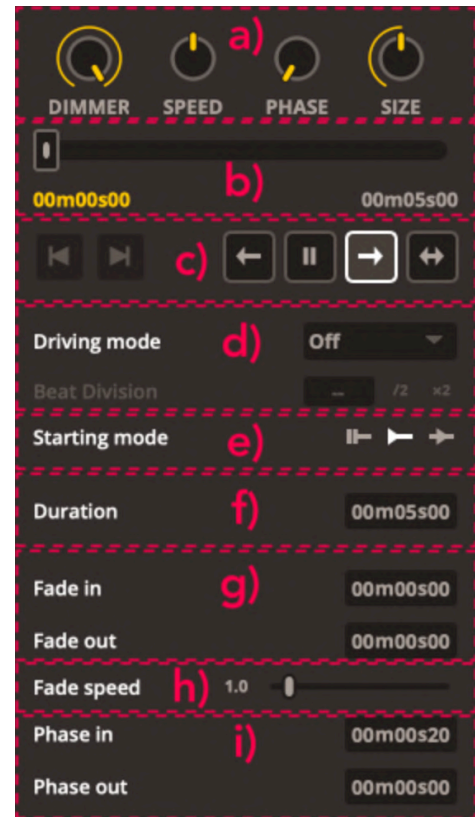 a)
DIMMER SPEED PHASE SIZE
b)
00m00s00 00m05s00
c)
Driving mode d) Off
Beat Division -- /2 ×2
Starting mode e)
Duration f) 00m05s00
g)
Fade in 00m00s00
Fade out 00m00s00
Fade speed h) 1.0
Phase in i) 00m00s20
Phase out 00m00s00